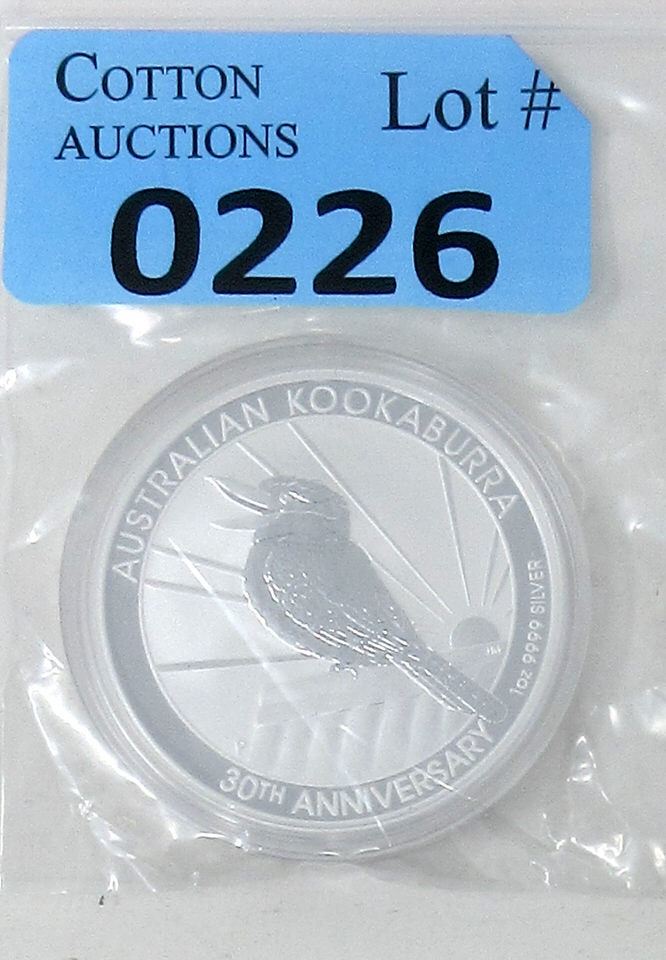 COTTON
AUCTIONS
Lot #
0226
AUSTRALIAN KOOKABURRA
1oz 9999 SILVER
30TH ANNIVERSARY
P